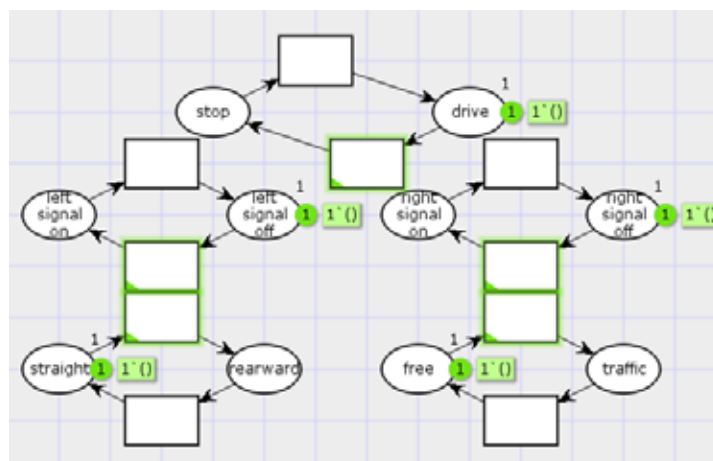 1
stop
drive
1
1`()
left
signal
on
1
left
signal
off
1
1`()
right
signal
on
1
right
signal
off
1
1`()
1
straight
1
1`()
rearward
1
free
1
1`()
traffic